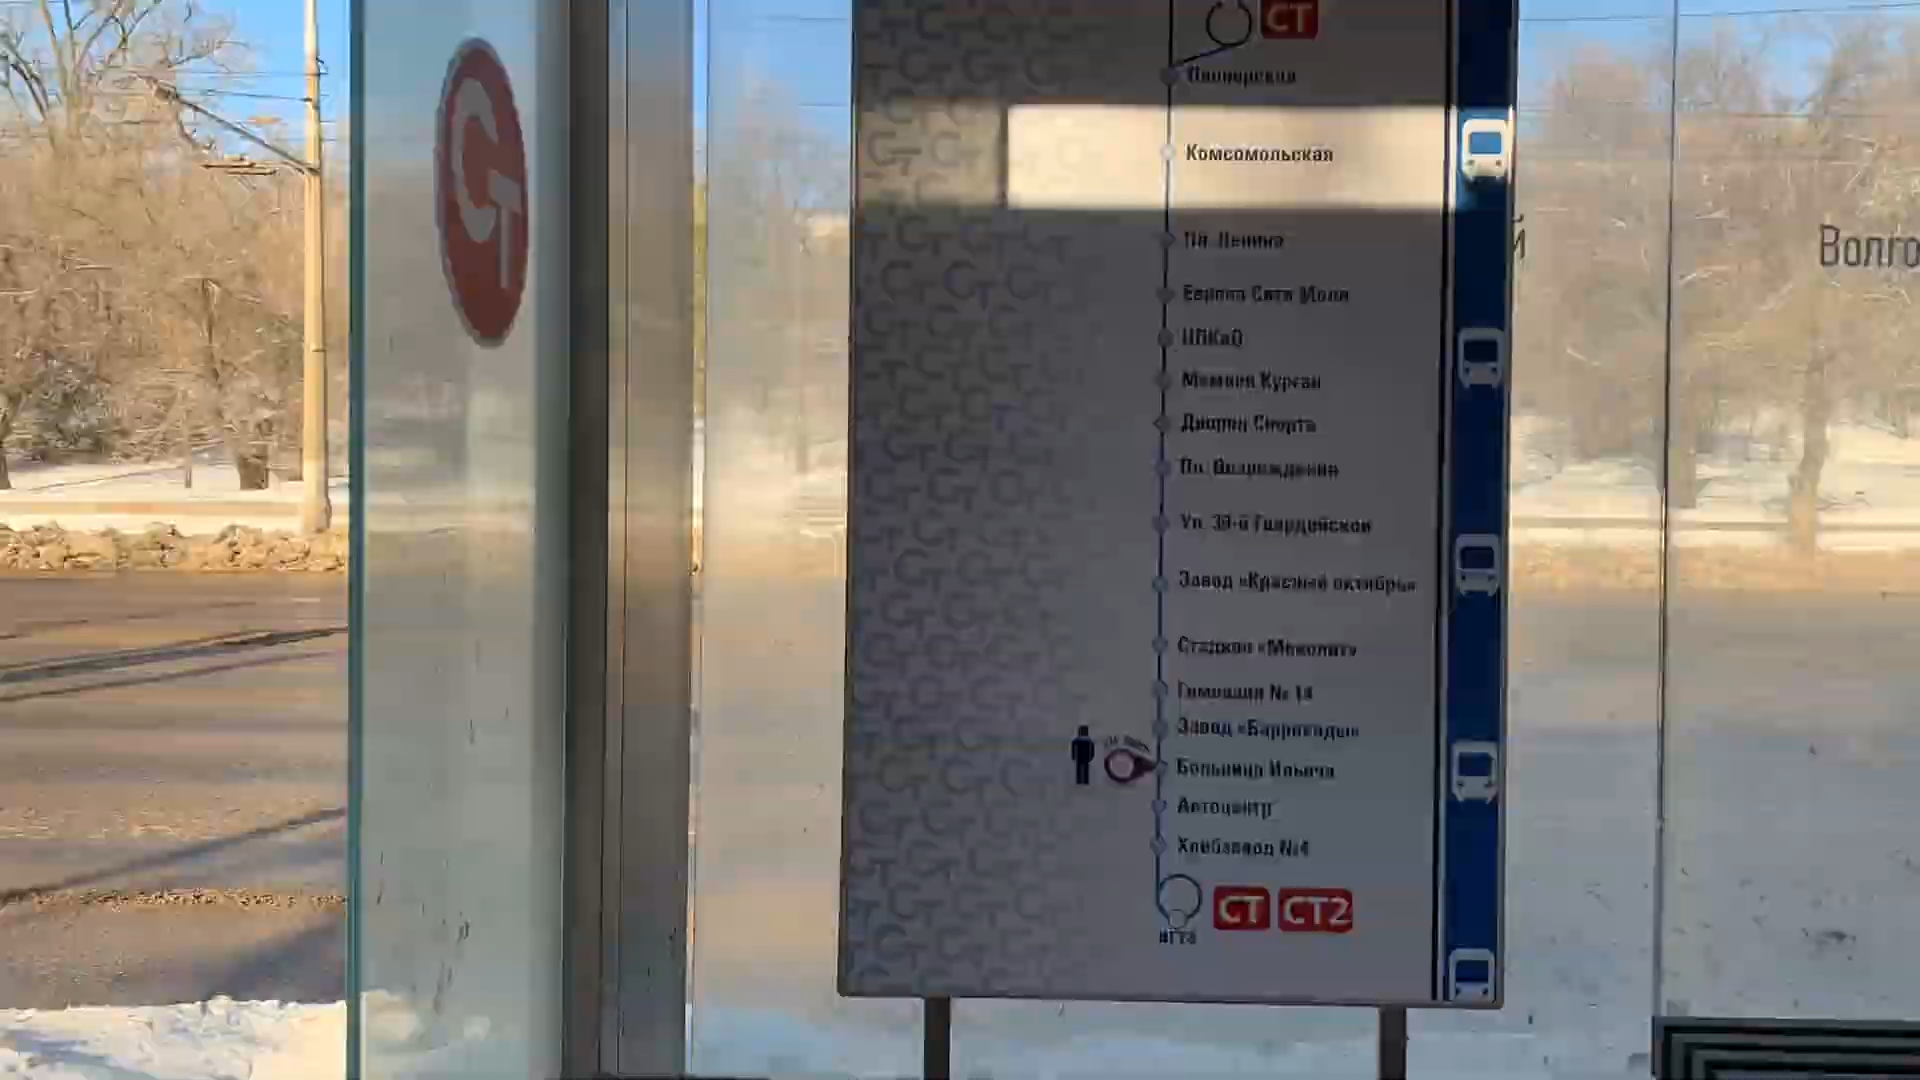 СТ
СТ
Пионерская
Комсомольская
Пл. Ленина
Европа Сити Молл
ЦПКиО
Мамаев Курган
Дворец Спорта
Пл. Возрождения
Ул. 39-й Гвардейской
Завод «Красный октябрь»
Стадион «Монолит»
Гимназия № 14
Завод «Баррикады»
Больница Ильича
Автоцентр
Хлебзавод №4
СТ СТ2
ВГТЗ
й
Волго